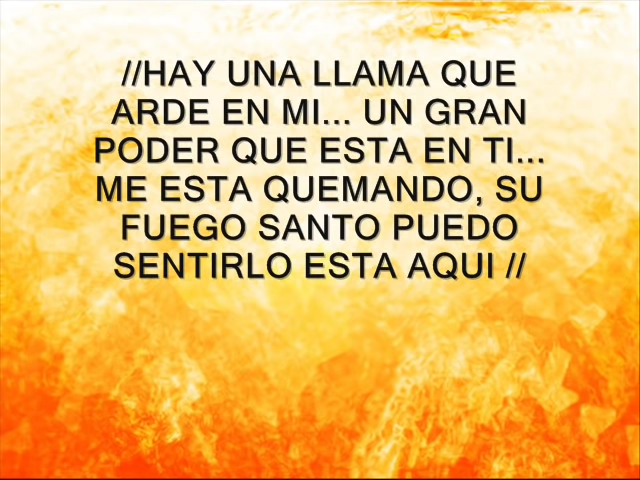 //HAY UNA LLAMA QUE
ARDE EN MI... UN GRAN
PODER QUE ESTA EN TI...
ME ESTA QUEMANDO, SU
FUEGO SANTO PUEDO
SENTIRLO ESTA AQUI //